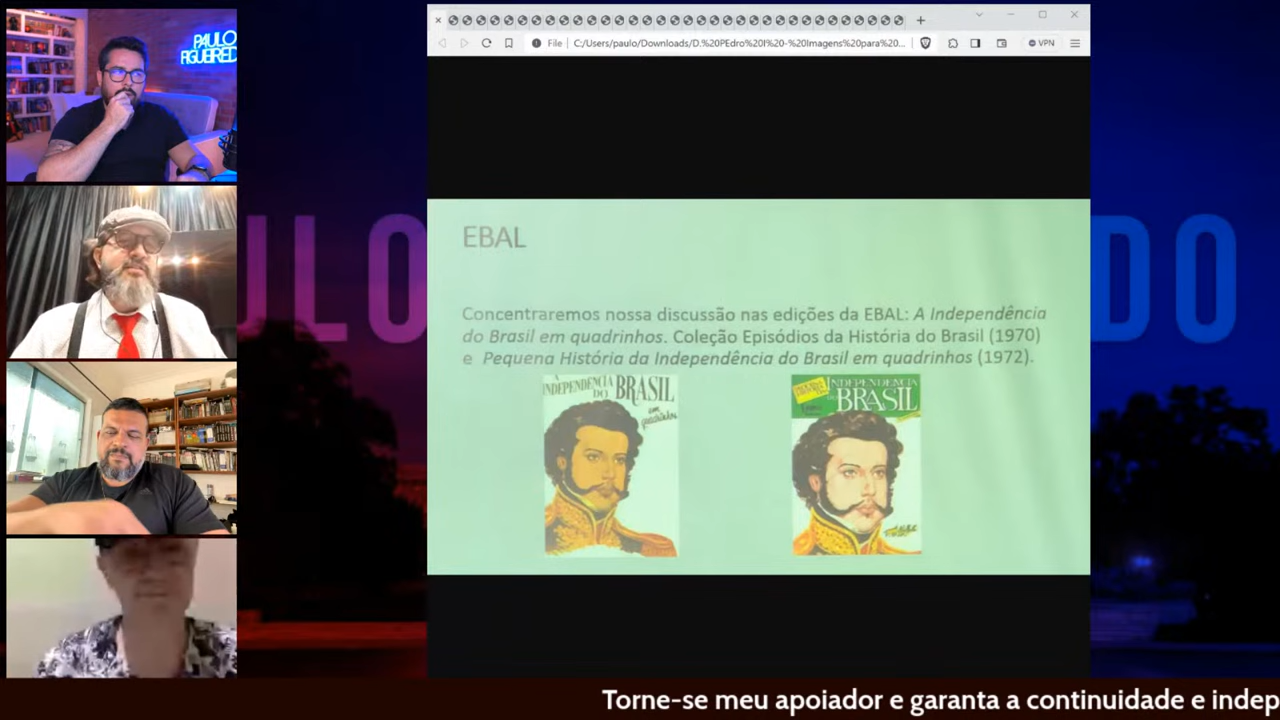 PAULO
FIGUEIRED
ULO
DO
File
C:/Users/paulo/Downloads/D.%20PEdro%20I%20-%20Imagens%20para%20...
VPN
EBAL
Concentraremos nossa discussão nas edições da EBAL: A Independência
do Brasil em quadrinhos. Coleção Episódios da História do Brasil (1970)
e Pequena História da Independência do Brasil em quadrinhos (1972).
A
INDEPENDÊNCIA
DO BRASIL
em
quadrinhos
INDEPENDÊNCIA
DO BRASIL
Torne-se meu apoiador e garanta a continuidade e indep